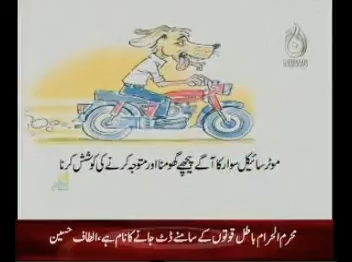 موٹر سائیکل سوار کا آگے پیچھے گھومنا اور متوجہ کرنے کی کوشش کرنا
محرم الحرام باطل قوتوں کے سامنے ڈٹ جانے کا نام ہے، الطاف حسین